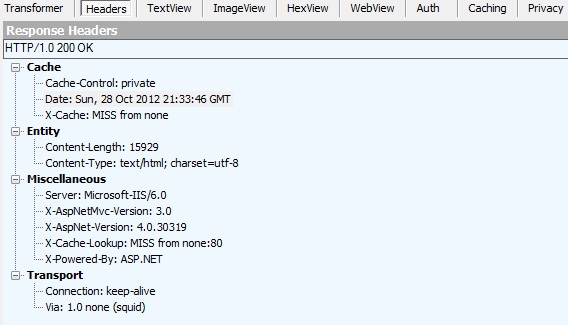 Transformer Headers TextView ImageView HexView WebView Auth Caching Privacy
Response Headers
HTTP/1.0 200 OK
Cache
Cache-Control: private
Date: Sun, 28 Oct 2012 21:33:46 GMT
X-Cache: MISS from none
Entity
Content-Length: 15929
Content-Type: text/html; charset=utf-8
Miscellaneous
Server: Microsoft-IIS/6.0
X-AspNetMvc-Version: 3.0
X-AspNet-Version: 4.0.30319
X-Cache-Lookup: MISS from none:80
X-Powered-By: ASP.NET
Transport
Connection: keep-alive
Via: 1.0 none (squid)